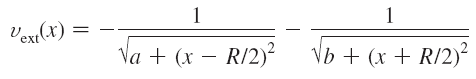 v_ext(x) = − 1/√(a + (x − R/2)²) − 1/√(b + (x + R/2)²)